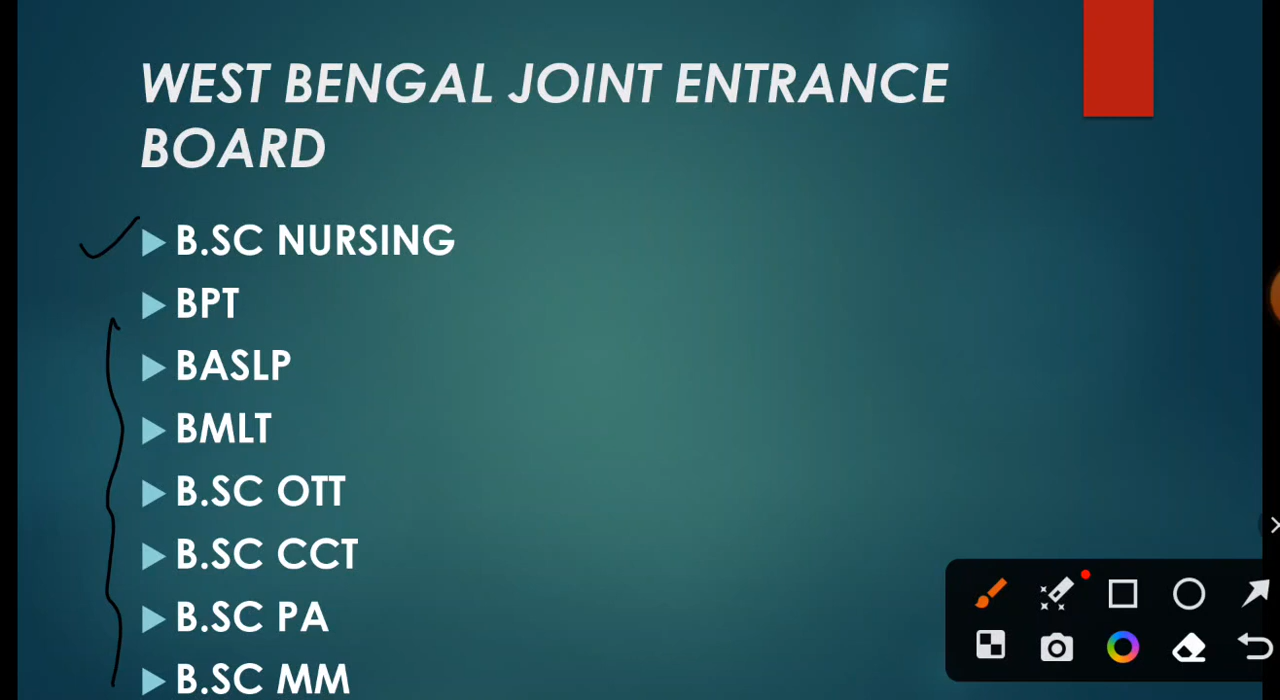 WEST BENGAL JOINT ENTRANCE
BOARD
B.SC NURSING
BPT
BASLP
BMLT
B.SC OTT
B.SC CCT
B.SC PA
B.SC MM